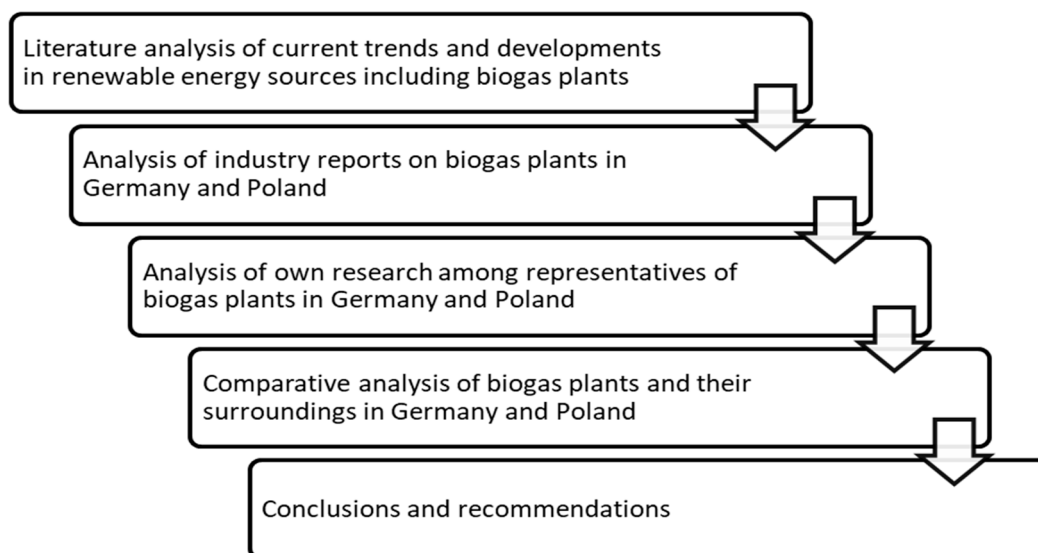 Literature analysis of current trends and developments
in renewable energy sources including biogas plants
Analysis of industry reports on biogas plants in
Germany and Poland
Analysis of own research among representatives of
biogas plants in Germany and Poland
Comparative analysis of biogas plants and their
surroundings in Germany and Poland
Conclusions and recommendations